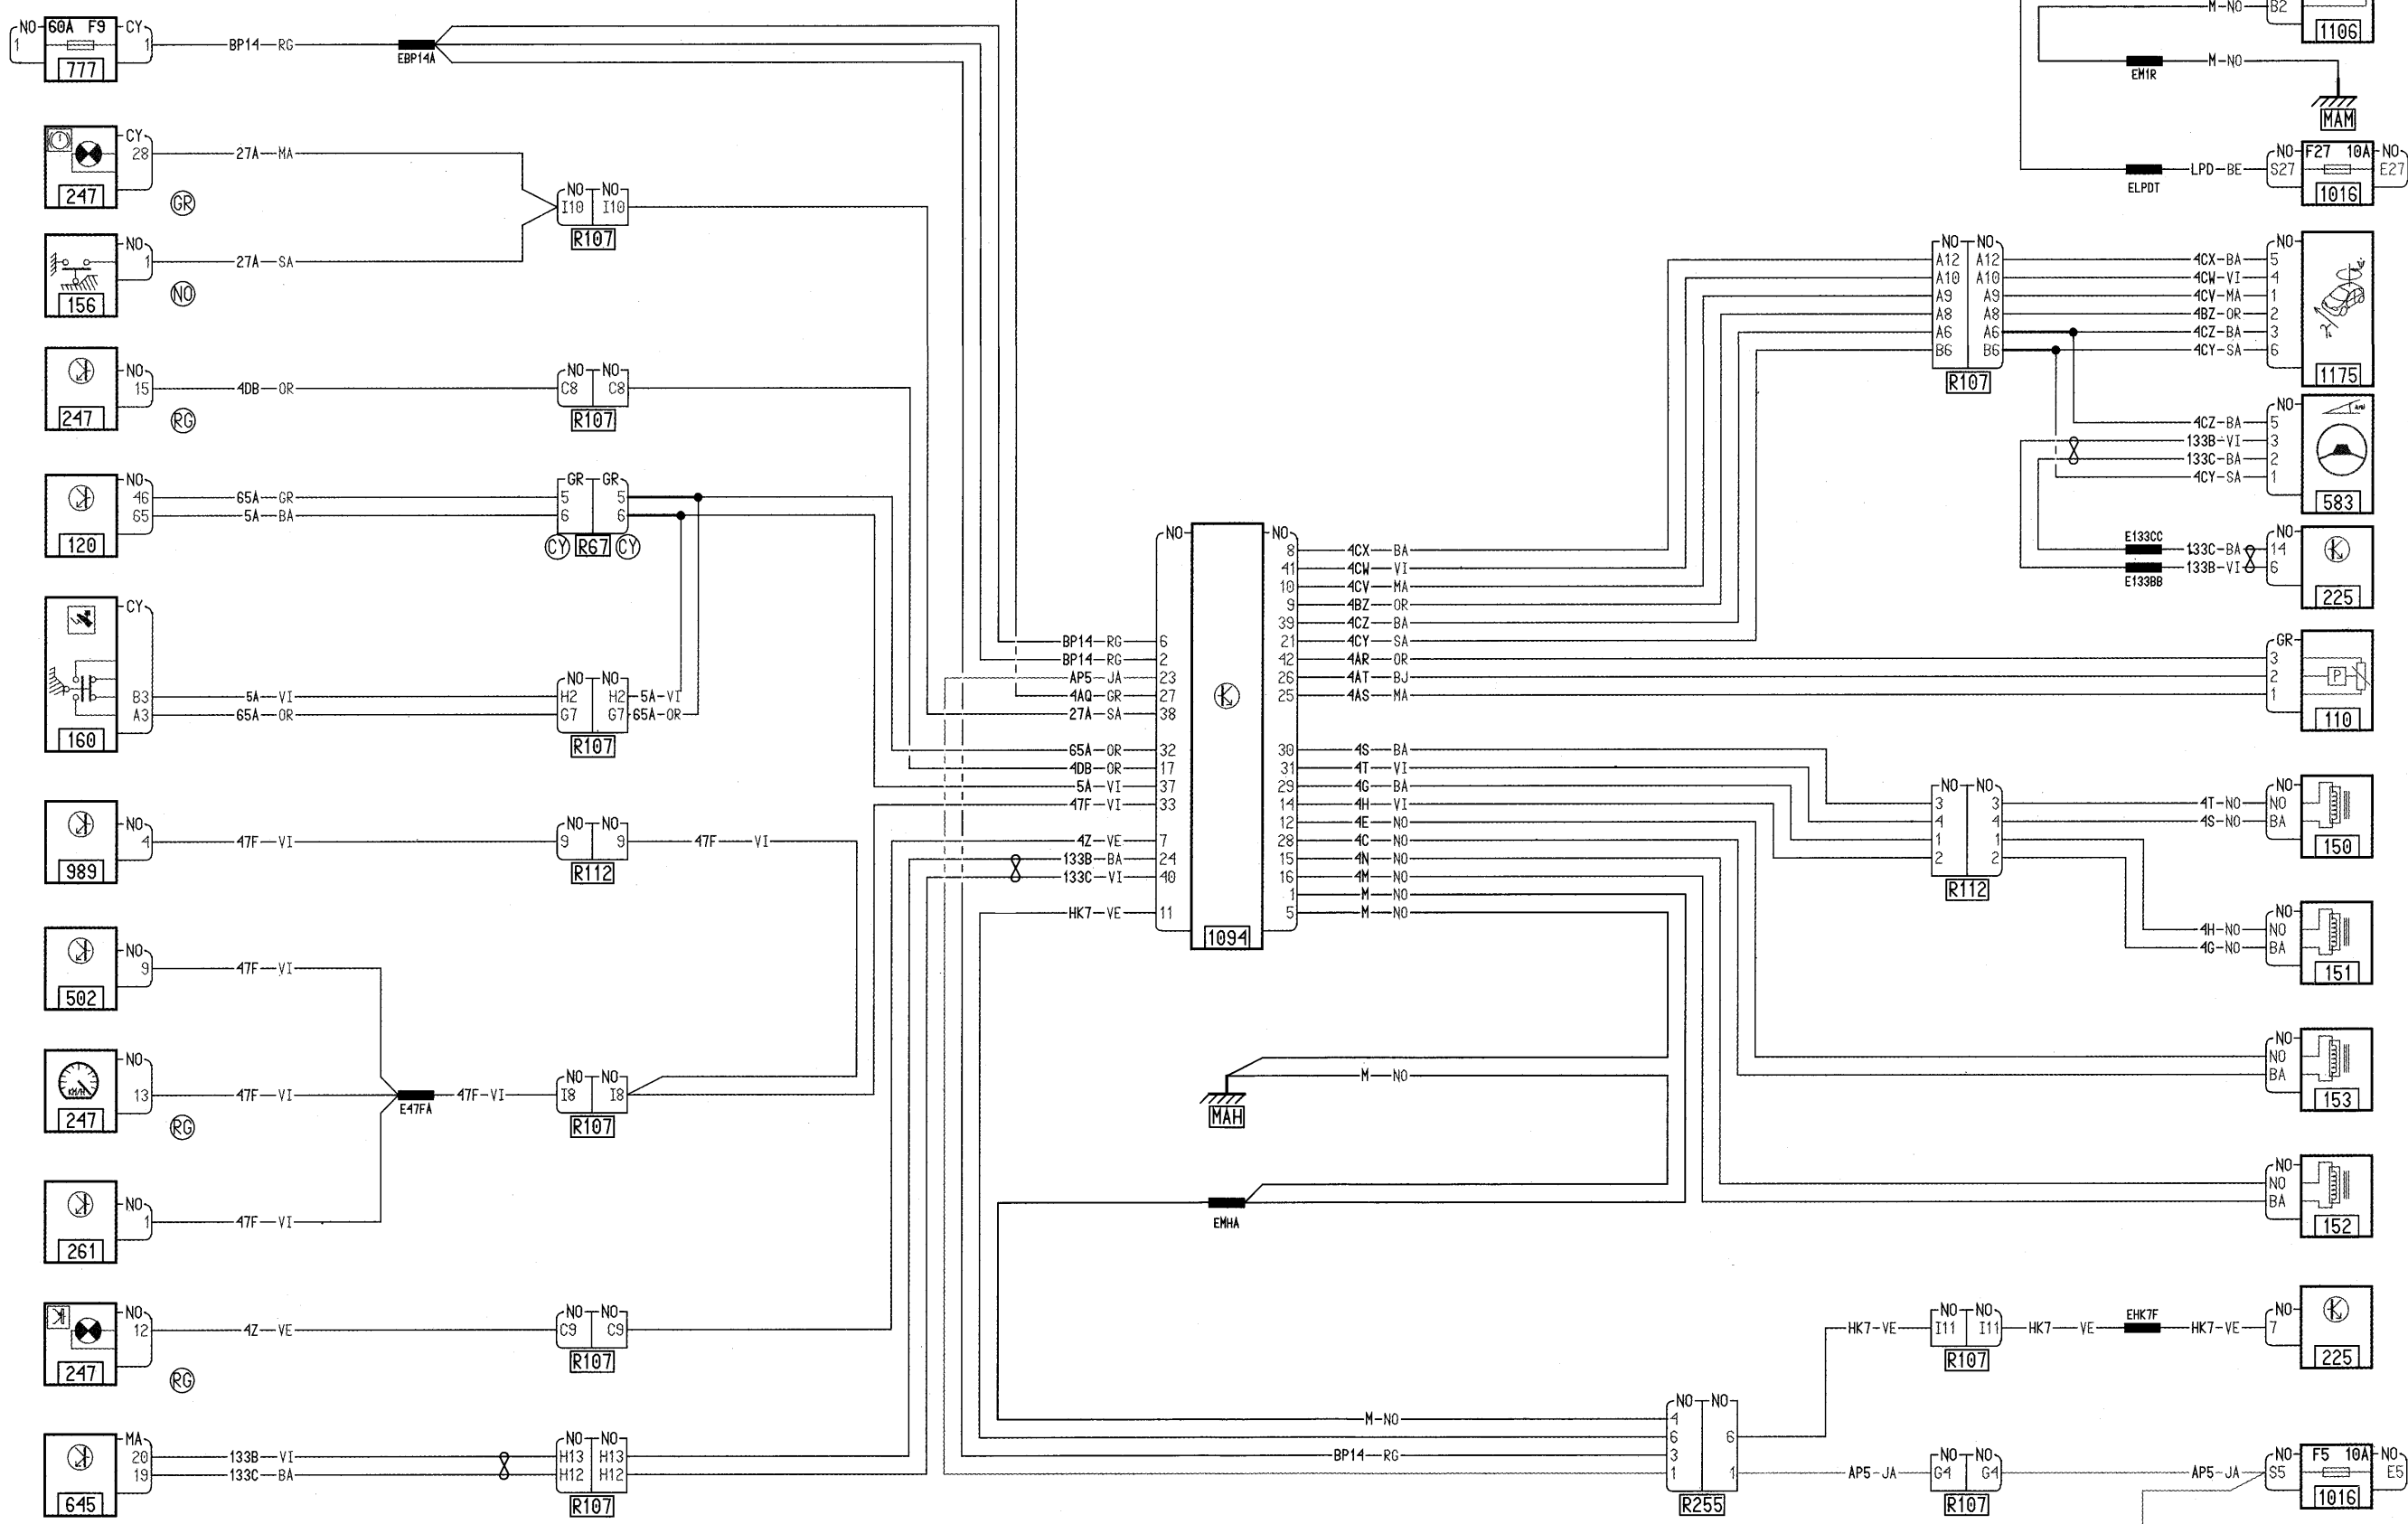 NO 60A F9 CY
1 1 BP14 RG EBP14A
777
M-NO B2
1106
EM1R M-NO
MAM
CY
28 27A MA
247
GR
NO NO
I10 I10
R107
NO
1 27A SA
156
NO
ELPDT LPD-BE NO S27 F27 10A NO E27
1016
NO NO NO
A12 A12 4CX-BA 5
A10 A10 4CW-VI 4
A9 A9 4CV-MA 1
A8 A8 4BZ-OR 2
A6 A6 4CZ-BA 3
B6 B6 4CY-SA 6
R107 1175
NO NO NO
15 4DB OR C8 C8
247 RG R107
NO
4CZ-BA 5
133B-VI 3
133C-BA 2
4CY-SA 1
583
NO GR GR
46 65A GR 5 5
65 5A BA 6 6
120 CY R67 CY
NO
E133CC 133C-BA 14
E133BB 133B-VI 6
225
CY NO NO
B3 5A VI H2 H2 5A-VI
A3 65A OR G7 G7 65A-OR
160 R107
NO NO
8 4CX BA
41 4CW VI
10 4CV MA
9 4BZ OR
39 4CZ BA
BP14 RG 6 21 4CY SA
BP14 RG 2 42 4AR OR
AP5 JA 23 26 4AT BJ
4AQ GR 27 25 4AS MA
27A SA 38
65A OR 32 30 4S BA
4DB OR 17 31 4T VI
5A VI 37 29 4G BA
47F VI 33 14 4H VI
12 4E NO
4Z VE 7 28 4C NO
133B BA 24 15 4N NO
133C VI 40 16 4M NO
1 M NO
HK7 VE 11 5 M NO
1094
GR
3
2 P
1
110
NO NO NO
4 47F VI 9 9 47F VI
989 R112
NO NO NO
3 3 4T-NO NO
4 4 4S-NO BA
1 1 150
2 2
R112
NO
4H-NO NO
4G-NO BA
151
NO
9 47F VI
502
NO
KM/H
13 47F VI E47FA 47F-VI NO NO I8 I8
247 RG R107
M NO
MAH
NO
NO
BA
153
NO
1 47F VI
261
EMHA
NO
NO
BA
152
NO NO NO
12 4Z VE C9 C9
247 RG R107
NO NO EHK7F NO
HK7-VE I11 I11 HK7 VE HK7-VE 7
R107 225
MA NO NO
20 133B VI H13 H13
19 133C BA H12 H12
645 R107
NO NO
M-NO 4
6 6
BP14 RG 3
1 1
R255
NO NO
AP5-JA G4 G4 AP5-JA
R107
NO F5 10A NO
S5 E5
1016